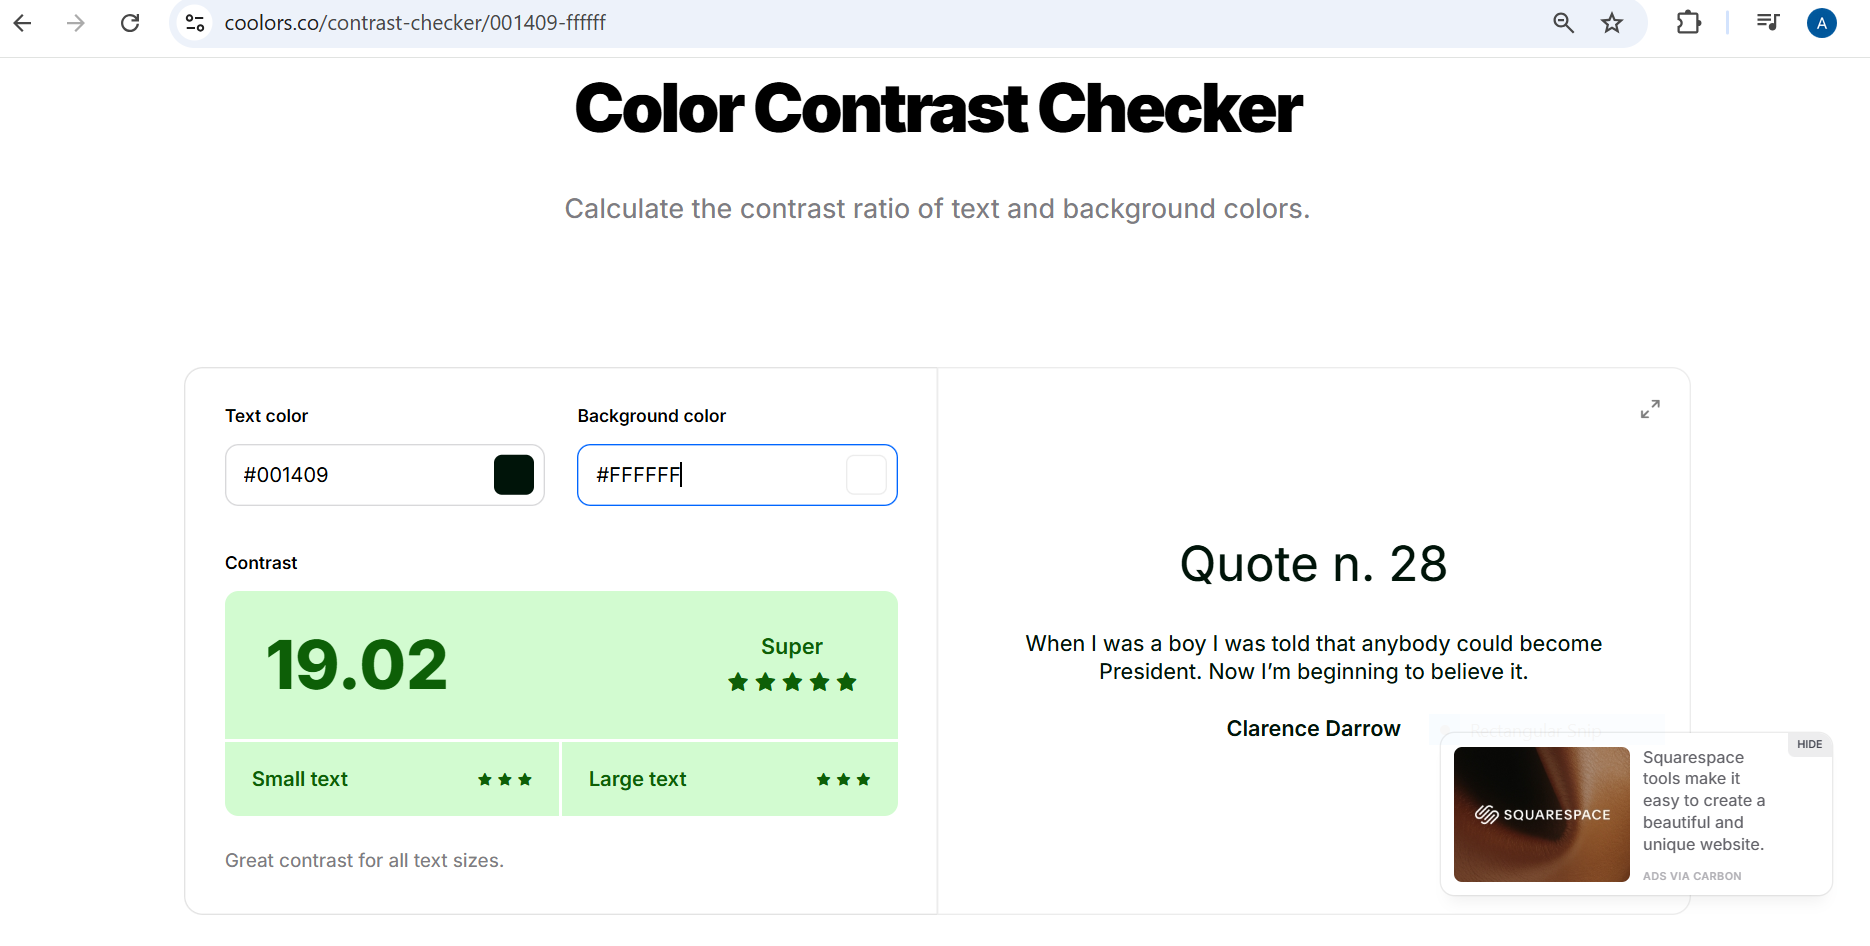 coolors.co/contrast-checker/001409-ffffff
A
Color Contrast Checker
Calculate the contrast ratio of text and background colors.
Text color
Background color
#001409
#FFFFFF
Contrast
19.02
Super
Small text
Large text
Great contrast for all text sizes.
Quote n. 28
When I was a boy I was told that anybody could become
President. Now I’m beginning to believe it.
Clarence Darrow
Rectangular Snip
HIDE
SQUARESPACE
Squarespace
tools make it
easy to create a
beautiful and
unique website.
ADS VIA CARBON